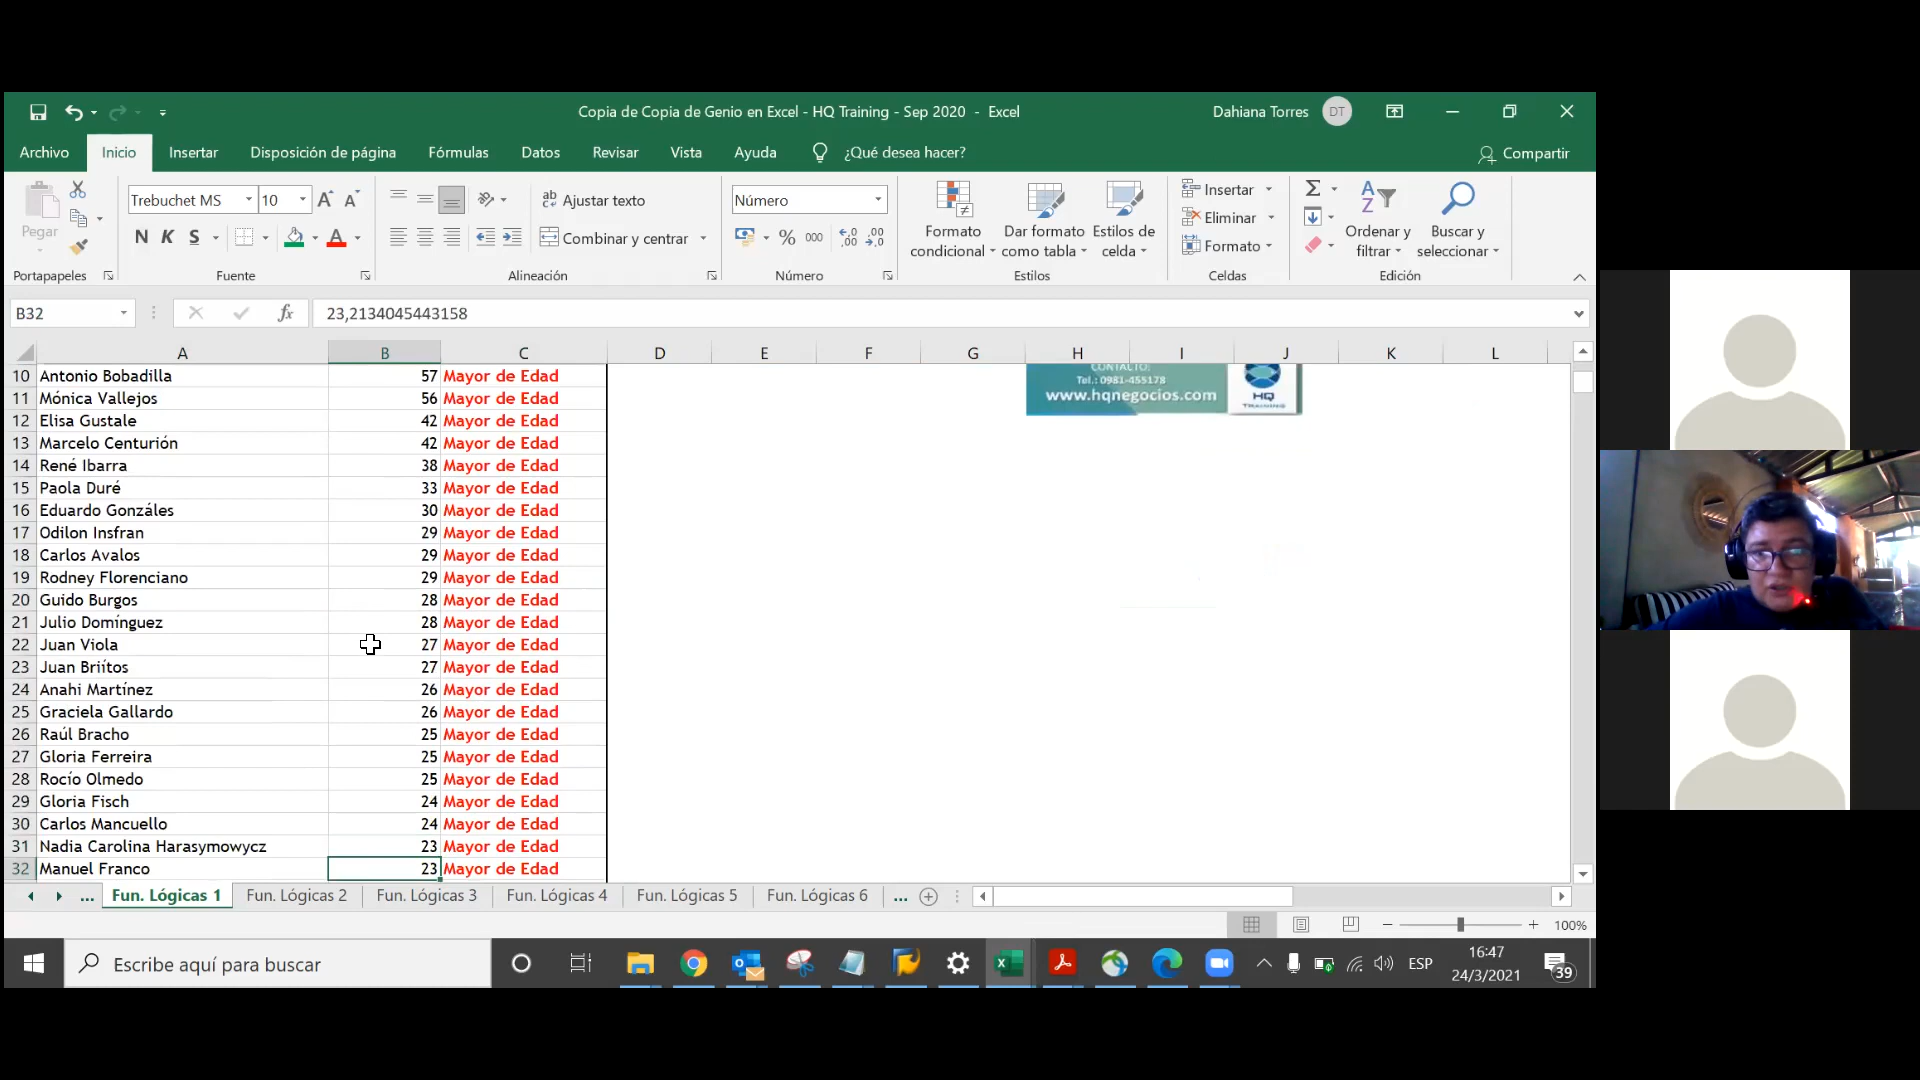 Copia de Copia de Genio en Excel - HQ Training - Sep 2020 - Excel
Dahiana Torres DT
Archivo Inicio Insertar Disposición de página Fórmulas Datos Revisar Vista Ayuda ¿Qué desea hacer? Compartir
Pegar
Trebuchet MS 10
N K S
Ajustar texto
Combinar y centrar
Número
% 000
Formato condicional
Dar formato como tabla
Estilos de celda
Insertar
Eliminar
Formato
Ordenar y filtrar
Buscar y seleccionar
Portapapeles Fuente Alineación Número Estilos Celdas Edición
B32 fx 23,2134045443158
A B C D E F G H I J K L
10 Antonio Bobadilla 57 Mayor de Edad
11 Mónica Vallejos 56 Mayor de Edad
12 Elisa Gustale 42 Mayor de Edad
13 Marcelo Centurión 42 Mayor de Edad
14 René Ibarra 38 Mayor de Edad
15 Paola Duré 33 Mayor de Edad
16 Eduardo Gonzáles 30 Mayor de Edad
17 Odilon Insfran 29 Mayor de Edad
18 Carlos Avalos 29 Mayor de Edad
19 Rodney Florenciano 29 Mayor de Edad
20 Guido Burgos 28 Mayor de Edad
21 Julio Domínguez 28 Mayor de Edad
22 Juan Viola 27 Mayor de Edad
23 Juan Briítos 27 Mayor de Edad
24 Anahi Martínez 26 Mayor de Edad
25 Graciela Gallardo 26 Mayor de Edad
26 Raúl Bracho 25 Mayor de Edad
27 Gloria Ferreira 25 Mayor de Edad
28 Rocío Olmedo 25 Mayor de Edad
29 Gloria Fisch 24 Mayor de Edad
30 Carlos Mancuello 24 Mayor de Edad
31 Nadia Carolina Harasymowycz 23 Mayor de Edad
32 Manuel Franco 23 Mayor de Edad
CONTACTO:
Tel.: 0981-455178
www.hqnegocios.com
HQ
TRAINING
... Fun. Lógicas 1 Fun. Lógicas 2 Fun. Lógicas 3 Fun. Lógicas 4 Fun. Lógicas 5 Fun. Lógicas 6 ...
100%
Escribe aquí para buscar
ESP
16:47
24/3/2021
39